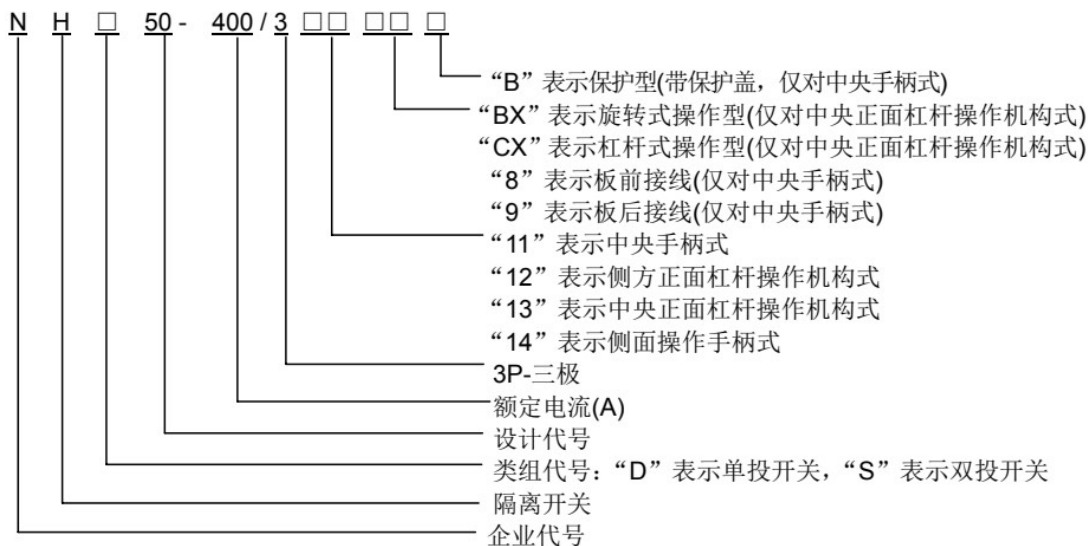 N H □ 50 - 400 / 3 □□ □□ □
“B”表示保护型(带保护盖，仅对中央手柄式)
“BX”表示旋转式操作型(仅对中央正面杠杆操作机构式)
“CX”表示杠杆式操作型(仅对中央正面杠杆操作机构式)
“8”表示板前接线(仅对中央手柄式)
“9”表示板后接线(仅对中央手柄式)
“11”表示中央手柄式
“12”表示侧方正面杠杆操作机构式
“13”表示中央正面杠杆操作机构式
“14”表示侧面操作手柄式
3P-三极
额定电流(A)
设计代号
类组代号：“D”表示单投开关，“S”表示双投开关
隔离开关
企业代号